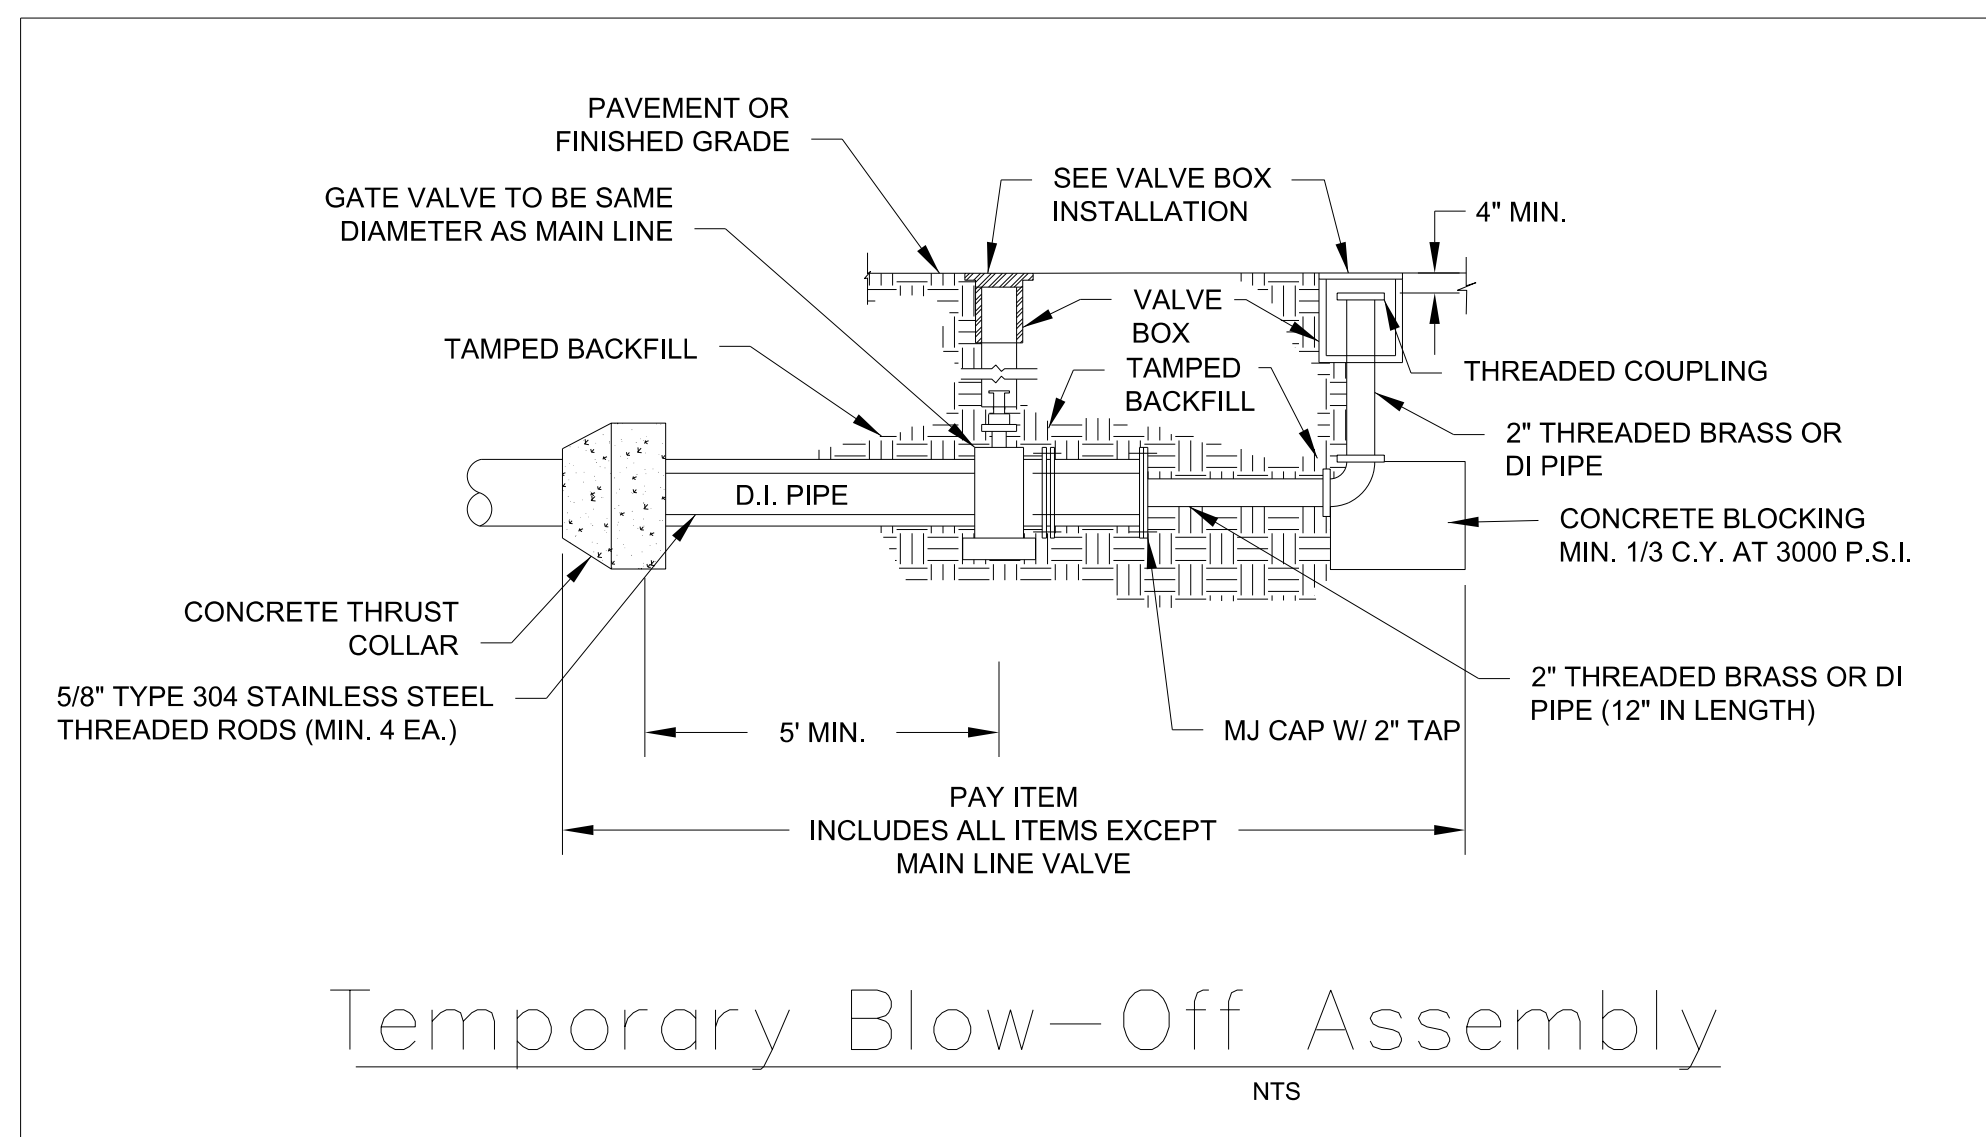 PAVEMENT OR
FINISHED GRADE
GATE VALVE TO BE SAME
DIAMETER AS MAIN LINE
SEE VALVE BOX
INSTALLATION
4" MIN.
VALVE
BOX
TAMPED BACKFILL
TAMPED
BACKFILL
THREADED COUPLING
2" THREADED BRASS OR
DI PIPE
D.I. PIPE
CONCRETE BLOCKING
MIN. 1/3 C.Y. AT 3000 P.S.I.
CONCRETE THRUST
COLLAR
5/8" TYPE 304 STAINLESS STEEL
THREADED RODS (MIN. 4 EA.)
2" THREADED BRASS OR DI
PIPE (12" IN LENGTH)
5' MIN.
MJ CAP W/ 2" TAP
PAY ITEM
INCLUDES ALL ITEMS EXCEPT
MAIN LINE VALVE
Temporary Blow-Off Assembly
NTS